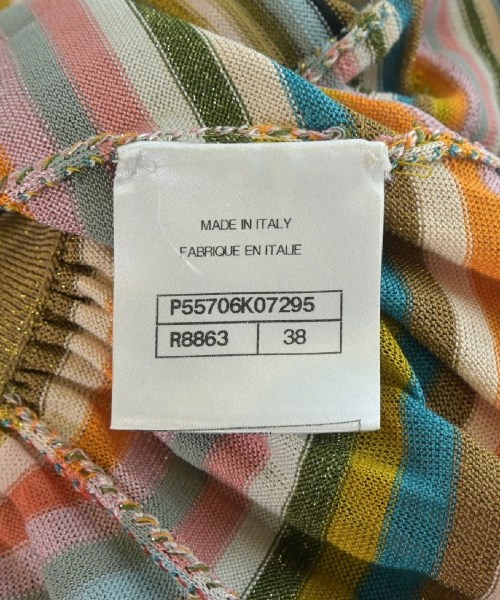 MADE IN ITALY
FABRIQUE EN ITALIE
P55706K07295
R8863 38